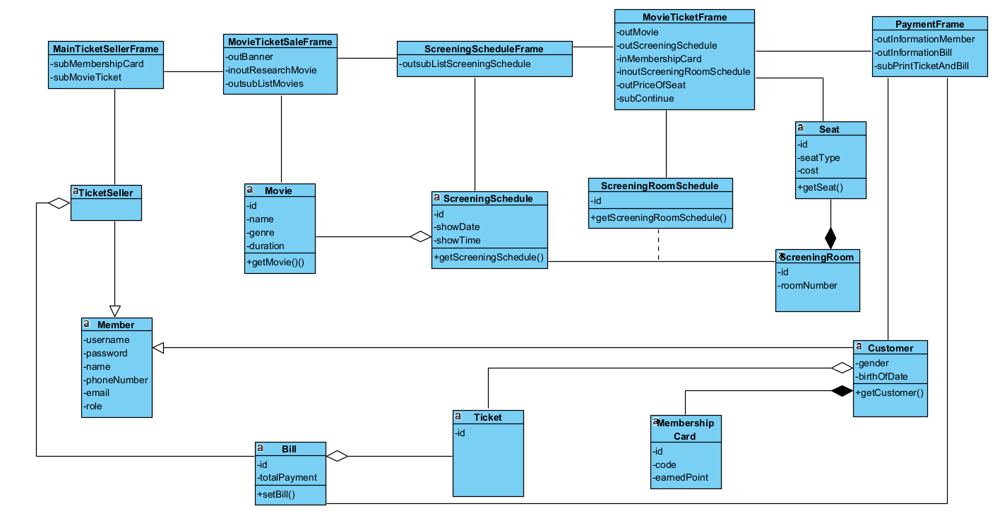 MainTicketSellerFrame
-subMembershipCard
-subMovieTicket
MovieTicketSaleFrame
-outBanner
-inoutResearchMovie
-outsubListMovies
ScreeningScheduleFrame
-outsubListScreeningSchedule
MovieTicketFrame
-outMovie
-outScreeningSchedule
-inMembershipCard
-inoutScreeningRoomSchedule
-outPriceOfSeat
-subContinue
PaymentFrame
-outInformationMember
-outInformationBill
-subPrintTicketAndBill
a Seat
-id
-seatType
-cost
+getSeat()
a TicketSeller
a Movie
-id
-name
-genre
-duration
+getMovie()()
a ScreeningSchedule
-id
-showDate
-showTime
+getScreeningSchedule()
ScreeningRoomSchedule
-id
+getScreeningRoomSchedule()
a ScreeningRoom
-id
-roomNumber
a Member
-username
-password
-name
-phoneNumber
-email
-role
a Customer
-gender
-birthOfDate
+getCustomer()
a Ticket
-id
a Membership
Card
-id
-code
-earnedPoint
a Bill
-id
-totalPayment
+setBill()